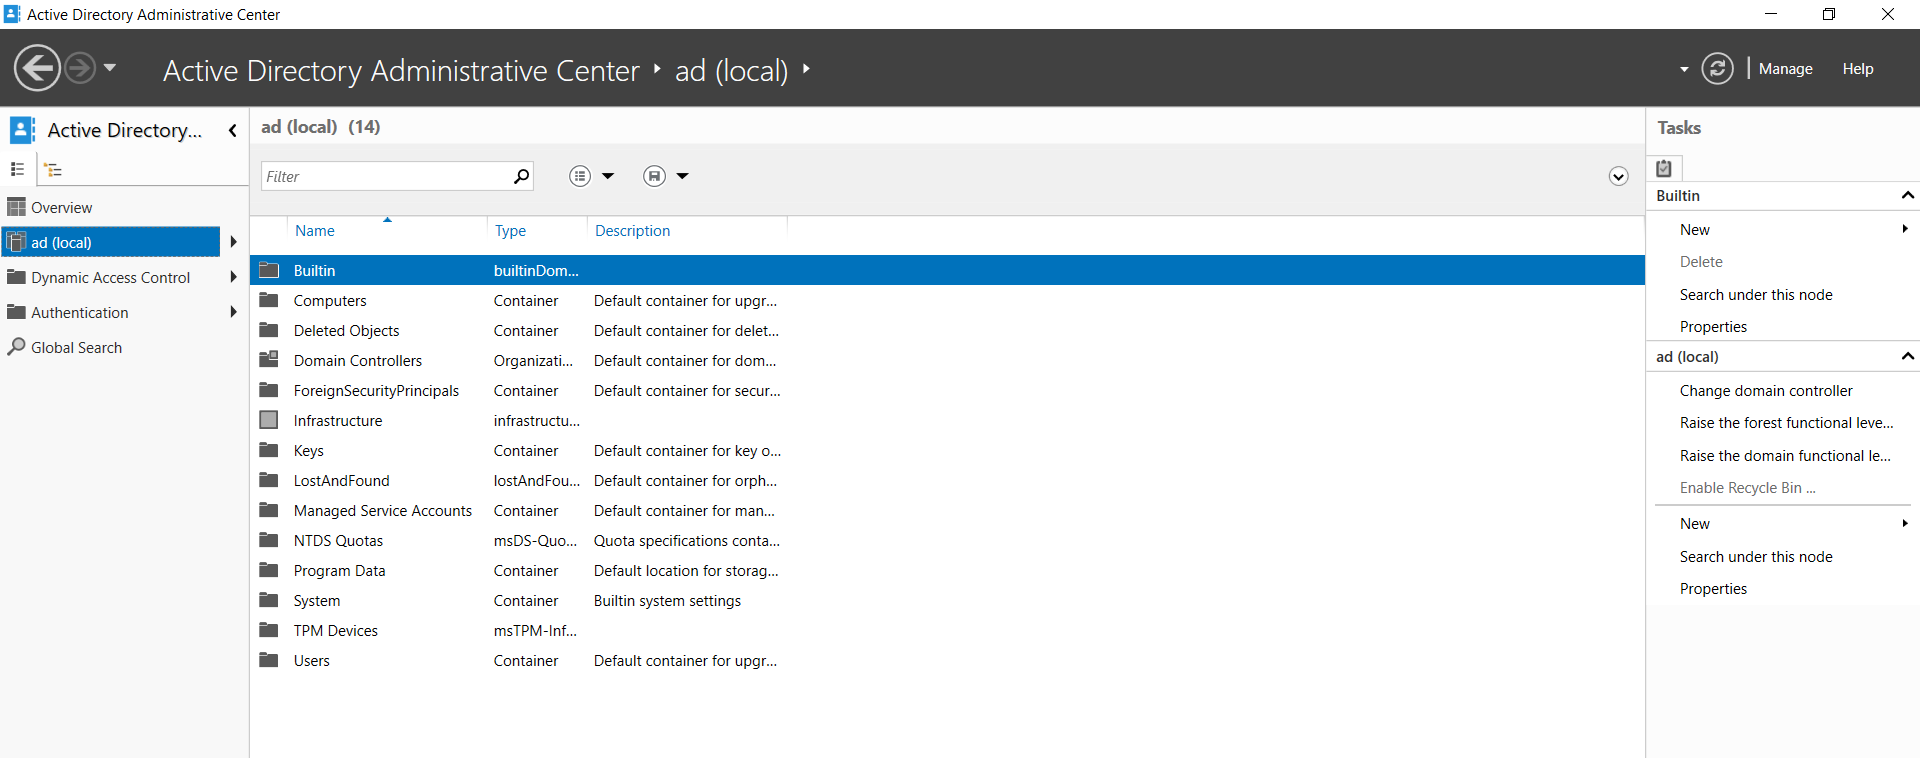 Active Directory Administrative Center
Active Directory Administrative Center ad (local)
Manage Help
Active Directory...
Overview
ad (local)
Dynamic Access Control
Authentication
Global Search
ad (local) (14)
Filter
Name Type Description
Builtin builtinDom...
Computers Container Default container for upgr...
Deleted Objects Container Default container for delet...
Domain Controllers Organizati... Default container for dom...
ForeignSecurityPrincipals Container Default container for secur...
Infrastructure infrastructu...
Keys Container Default container for key o...
LostAndFound lostAndFou... Default container for orph...
Managed Service Accounts Container Default container for man...
NTDS Quotas msDS-Quo... Quota specifications conta...
Program Data Container Default location for storag...
System Container Builtin system settings
TPM Devices msTPM-Inf...
Users Container Default container for upgr...
Tasks
Builtin
New
Delete
Search under this node
Properties
ad (local)
Change domain controller
Raise the forest functional leve...
Raise the domain functional le...
Enable Recycle Bin ...
New
Search under this node
Properties